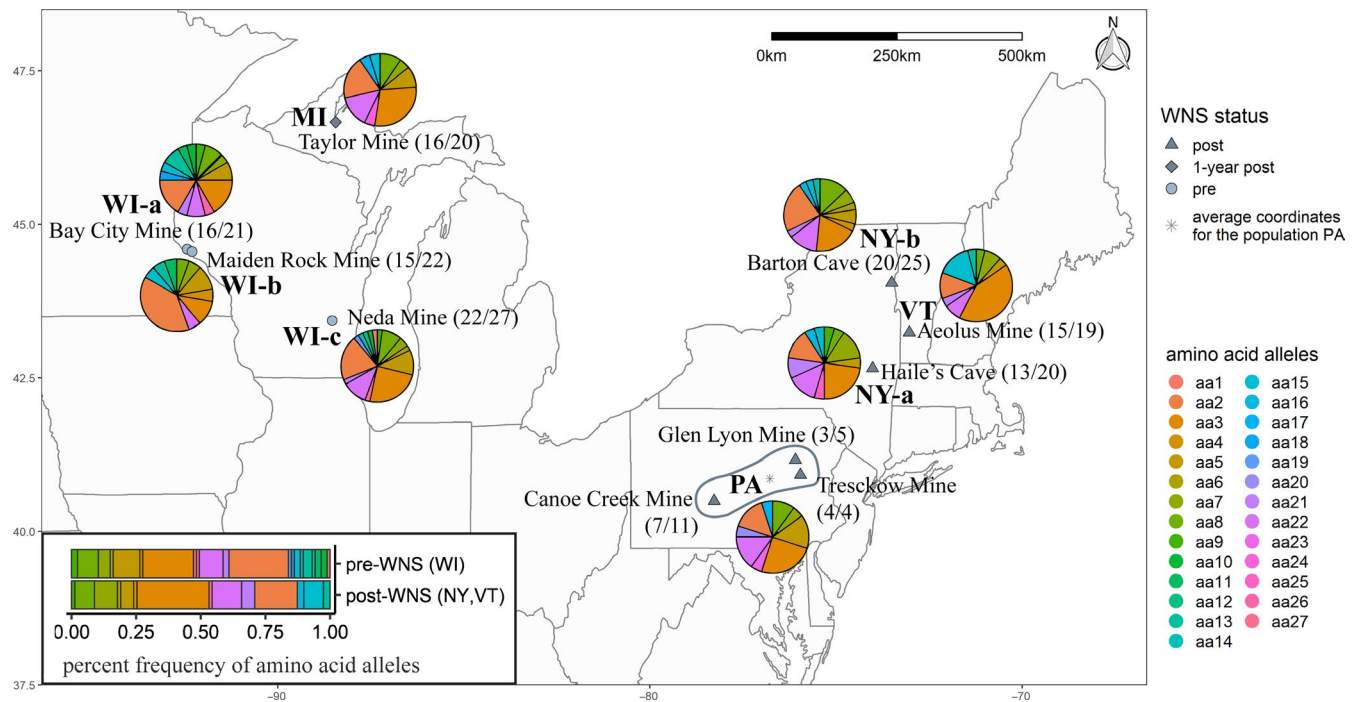 47.5
45.0
42.5
40.0
37.5
−90
−80
−70
0km
250km
500km
N
MI
Taylor Mine (16/20)
WI-a
Bay City Mine (16/21)
Maiden Rock Mine (15/22)
WI-b
Neda Mine (22/27)
WI-c
NY-b
Barton Cave (20/25)
VT
Aeolus Mine (15/19)
Haile's Cave (13/20)
NY-a
Glen Lyon Mine (3/5)
PA
Canoe Creek Mine
(7/11)
Tresckow Mine
(4/4)
pre-WNS (WI)
post-WNS (NY,VT)
0.00 0.25 0.50 0.75 1.00
percent frequency of amino acid alleles
WNS status
post
1-year post
pre
average coordinates
for the population PA
amino acid alleles
aa1
aa2
aa3
aa4
aa5
aa6
aa7
aa8
aa9
aa10
aa11
aa12
aa13
aa14
aa15
aa16
aa17
aa18
aa19
aa20
aa21
aa22
aa23
aa24
aa25
aa26
aa27